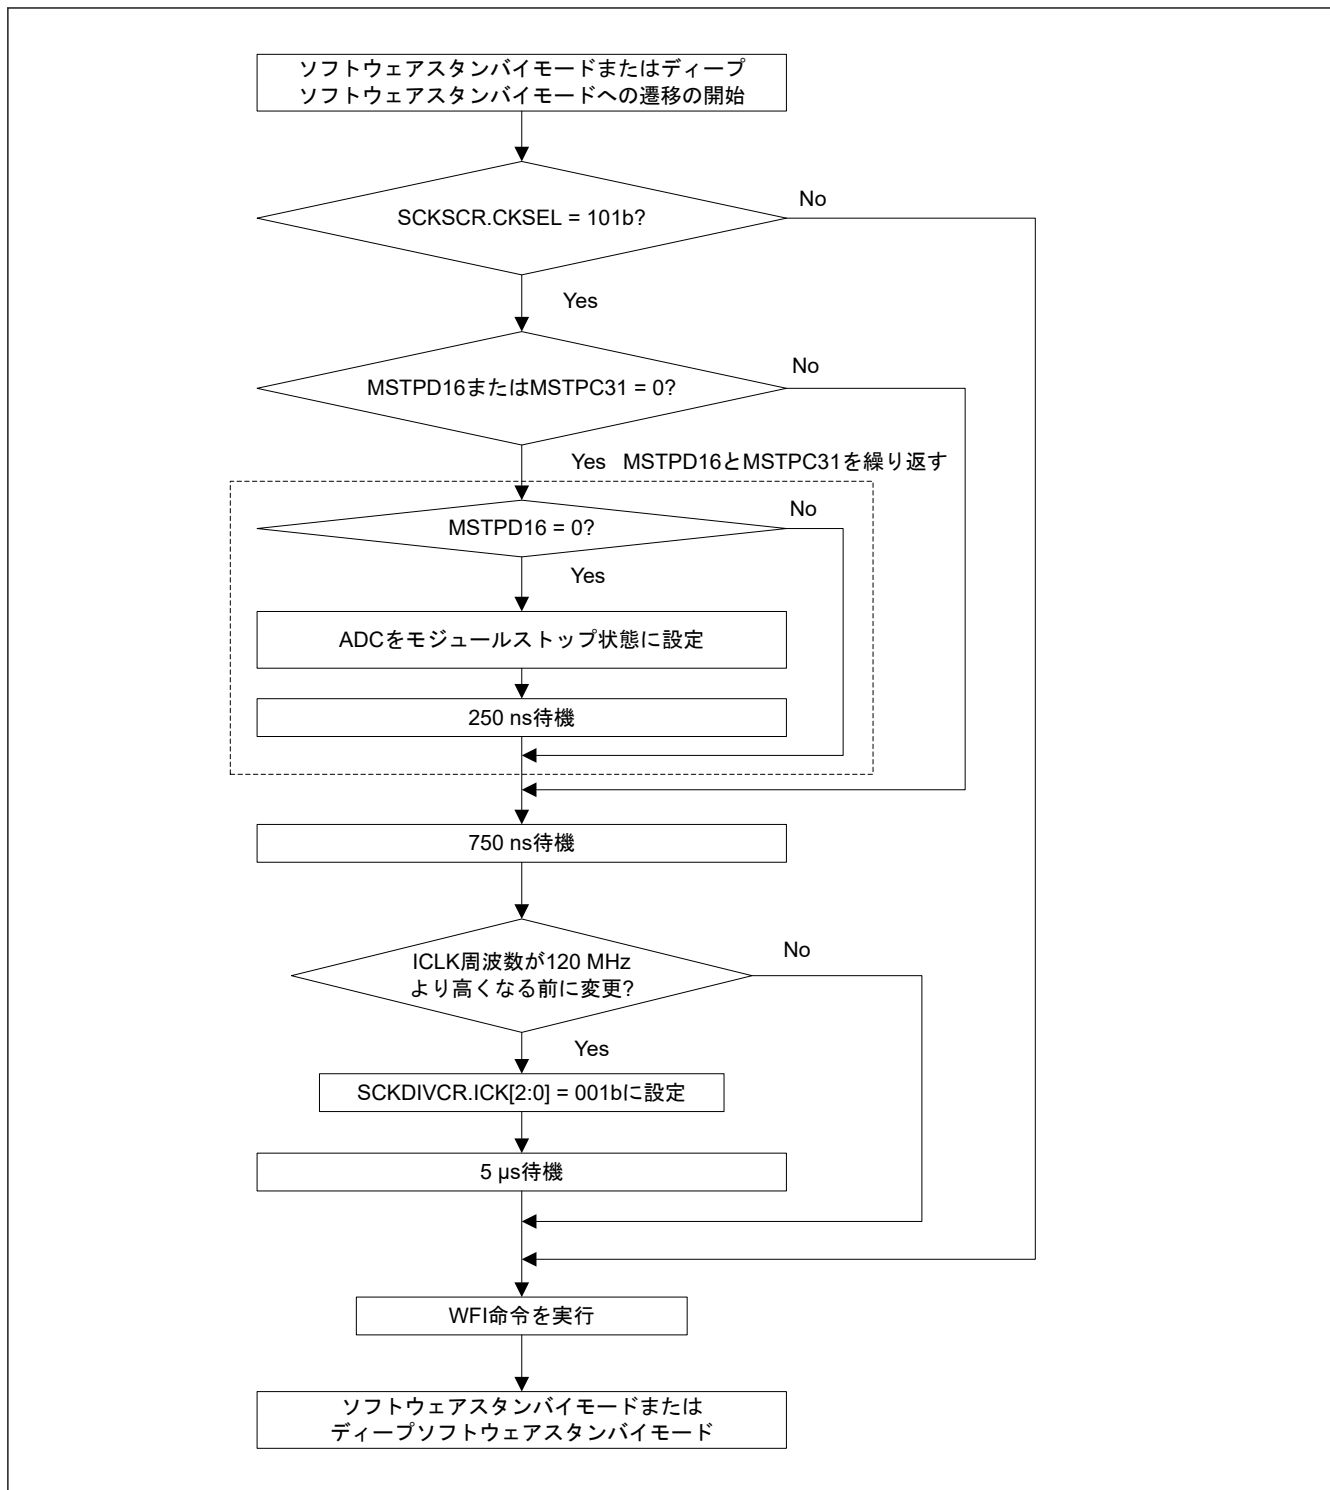 ソフトウェアスタンバイモードまたはディープ
ソフトウェアスタンバイモードへの遷移の開始
SCKSCR.CKSEL = 101b?
No
Yes
MSTPD16またはMSTPC31 = 0?
No
Yes
MSTPD16とMSTPC31を繰り返す
MSTPD16 = 0?
No
Yes
ADCをモジュールストップ状態に設定
250 ns待機
750 ns待機
ICLK周波数が120 MHz
より高くなる前に変更?
No
Yes
SCKDIVCR.ICK[2:0] = 001bに設定
5 µs待機
WFI命令を実行
ソフトウェアスタンバイモードまたは
ディープソフトウェアスタンバイモード